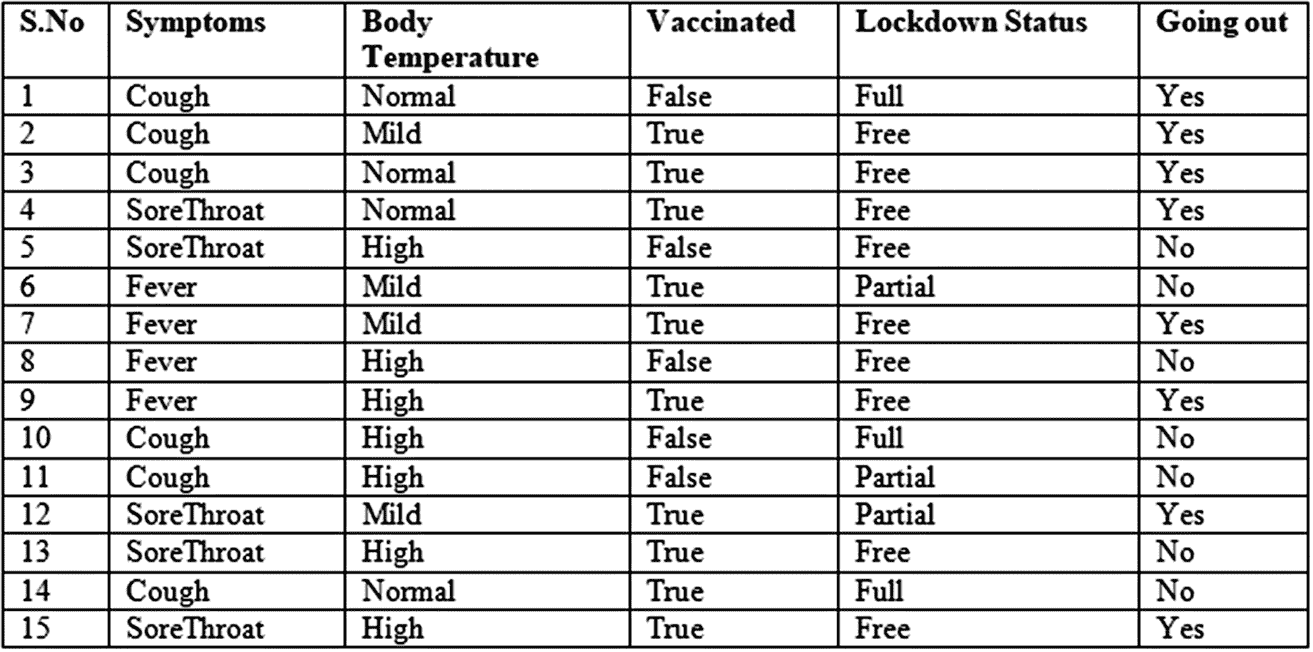 S.No Symptoms Body Temperature Vaccinated Lockdown Status Going out
1 Cough Normal False Full Yes
2 Cough Mild True Free Yes
3 Cough Normal True Free Yes
4 SoreThroat Normal True Free Yes
5 SoreThroat High False Free No
6 Fever Mild True Partial No
7 Fever Mild True Free Yes
8 Fever High False Free No
9 Fever High True Free Yes
10 Cough High False Full No
11 Cough High False Partial No
12 SoreThroat Mild True Partial Yes
13 SoreThroat High True Free No
14 Cough Normal True Full No
15 SoreThroat High True Free Yes